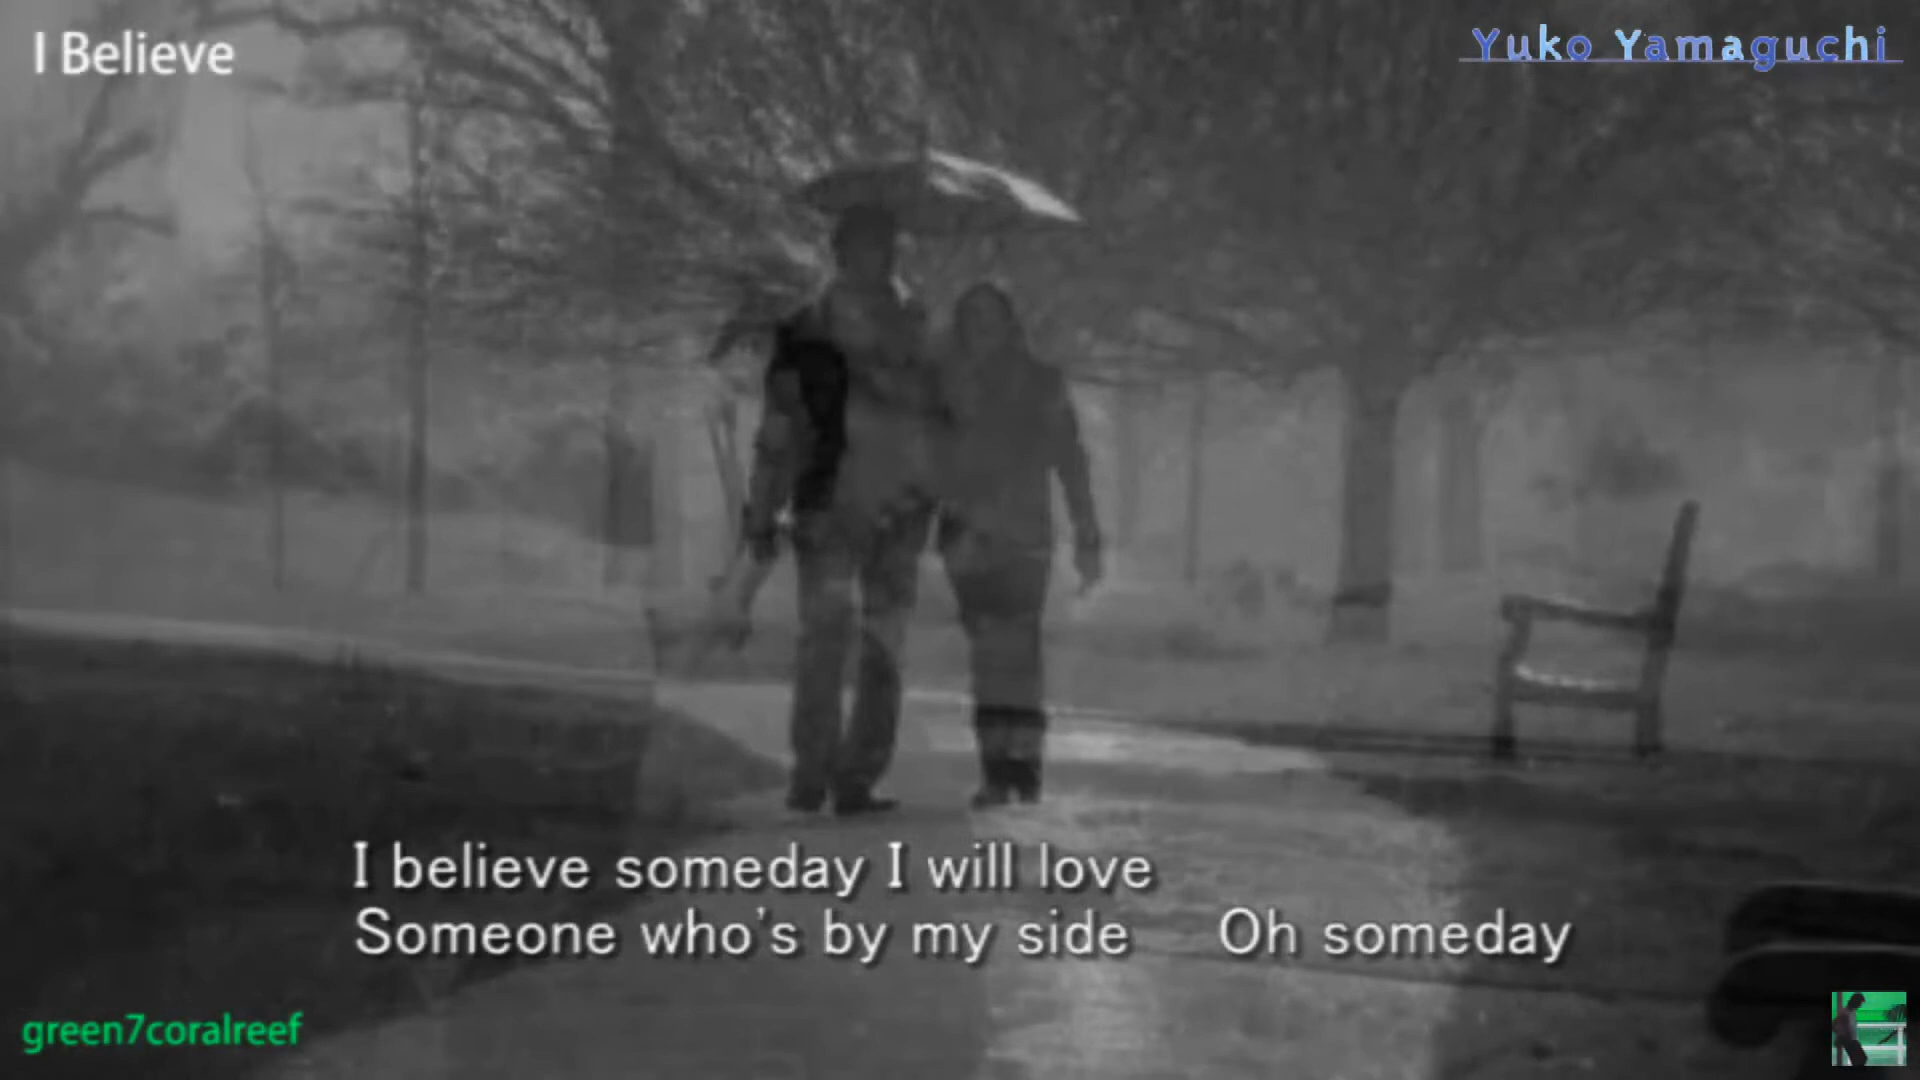 I Believe
Yuko Yamaguchi
I believe someday I will love
Someone who's by my side Oh someday
green7coralreef